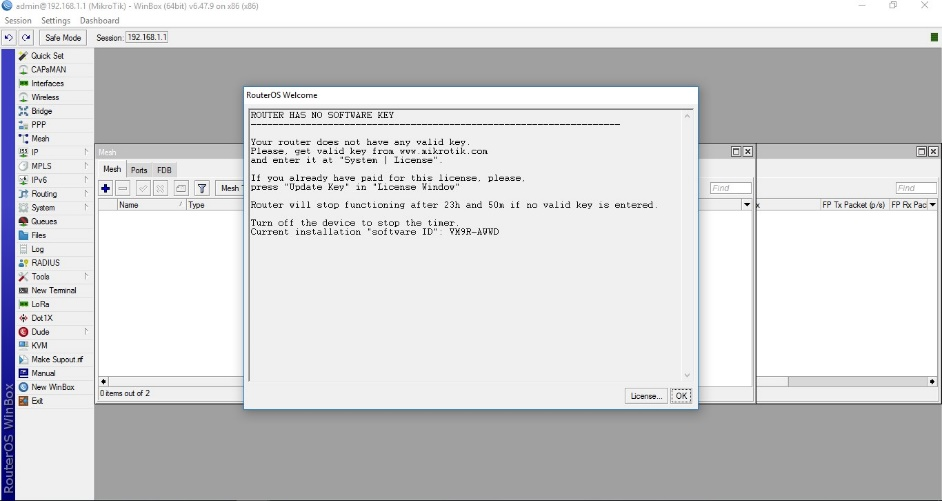 admin@192.168.1.1 (MikroTik) - WinBox (64bit) v6.47.9 on x86 (x86)
Session Settings Dashboard
Safe Mode Session: 192.168.1.1
Quick Set
CAPsMAN
Interfaces
Wireless
Bridge
PPP
Mesh
IP
MPLS
IPv6
Routing
System
Queues
Files
Log
RADIUS
Tools
New Terminal
LoRa
Dot1X
Dude
KVM
Make Supout.rif
Manual
New WinBox
Exit
RouterOS WinBox
Mesh
Mesh Ports FDB
Mesh
Find
Name / Type
0 items out of 2
Find
FP Tx Packet (p/s) FP Rx Pac
RouterOS Welcome
ROUTER HAS NO SOFTWARE KEY
----------------------------------------------------------------------
Your router does not have any valid key.
Please, get valid key from www.mikrotik.com
and enter it at "System | License".
If you already have paid for this license, please,
press "Update Key" in "License Window"
Router will stop functioning after 23h and 50m if no valid key is entered.
Turn off the device to stop the timer.
Current installation "software ID": VM9R-AWWD
License... OK